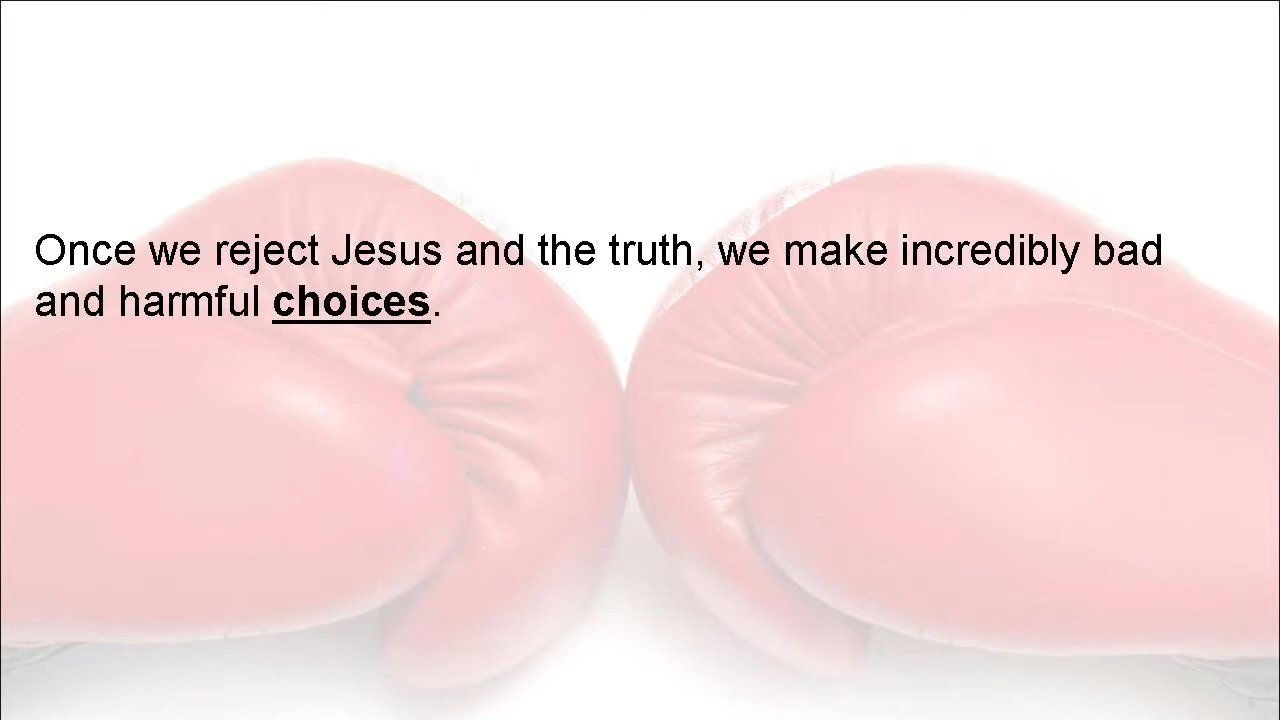 Once we reject Jesus and the truth, we make incredibly bad
and harmful choices.